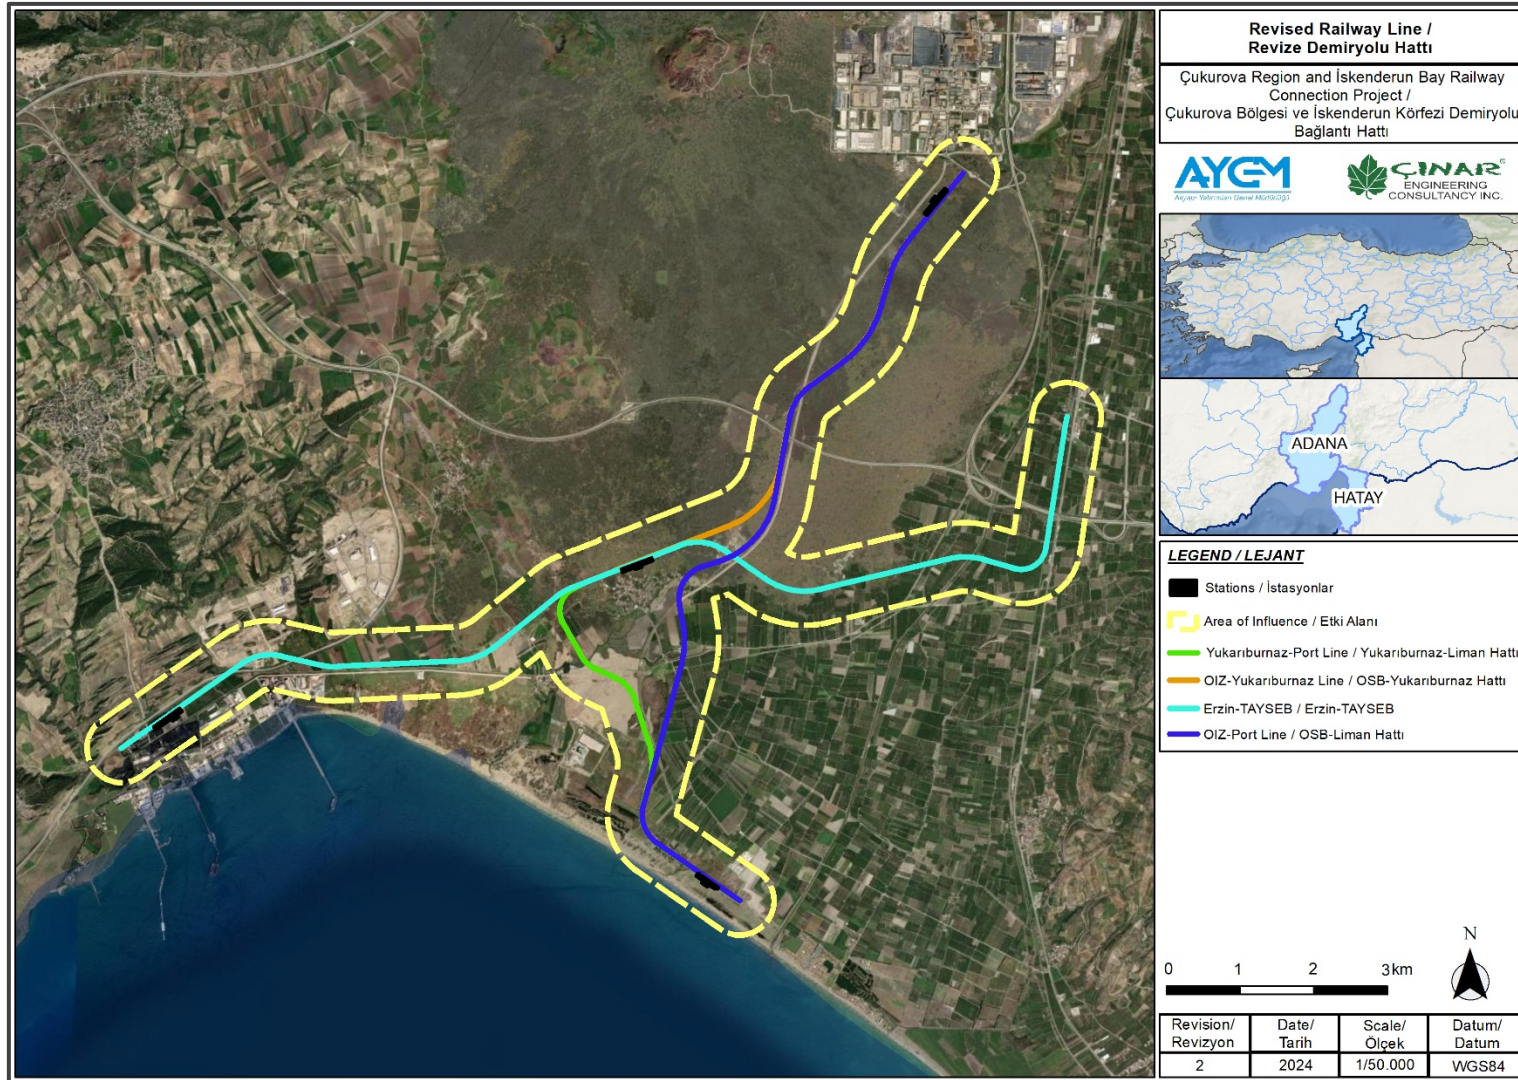 Revised Railway Line /
Revize Demiryolu Hattı
Çukurova Region and İskenderun Bay Railway
Connection Project /
Çukurova Bölgesi ve İskenderun Körfezi Demiryolu
Bağlantı Hattı
AYGM
Altyapı Yatırımları Genel Müdürlüğü
ÇINAR®
ENGINEERING
CONSULTANCY INC.
ADANA
HATAY
LEGEND / LEJANT
Stations / İstasyonlar
Area of Influence / Etki Alanı
Yukarıburnaz-Port Line / Yukarıburnaz-Liman Hattı
OIZ-Yukarıburnaz Line / OSB-Yukarıburnaz Hattı
Erzin-TAYSEB / Erzin-TAYSEB
OIZ-Port Line / OSB-Liman Hattı
N
0 1 2 3km
Revision/ Date/ Scale/ Datum/
Revizyon Tarih Ölçek Datum
2 2024 1/50.000 WGS84